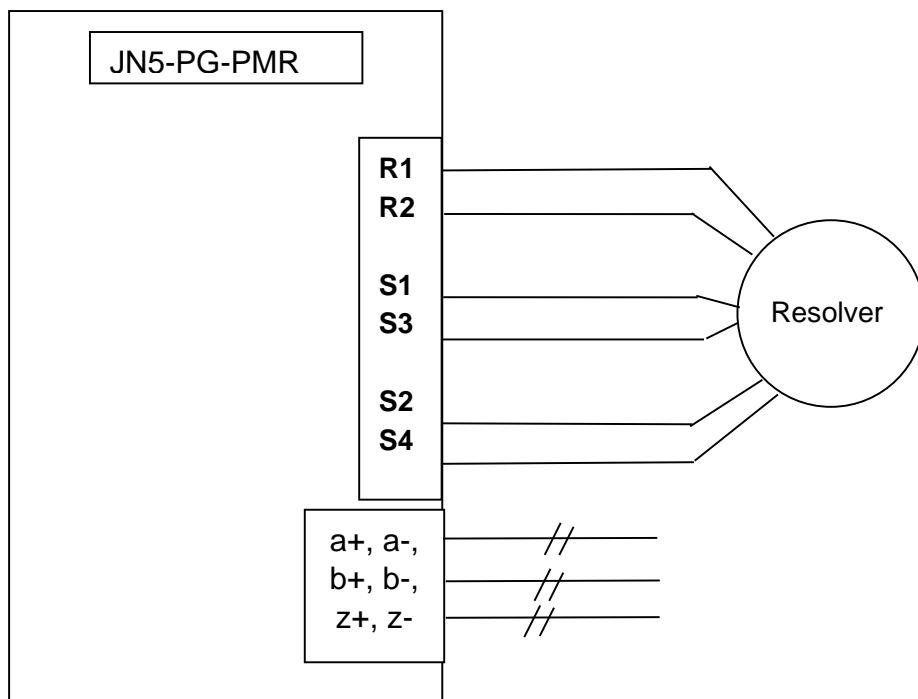 JN5-PG-PMR
R1
R2
S1
S3
Resolver
S2
S4
a+, a-,
b+, b-,
z+, z-